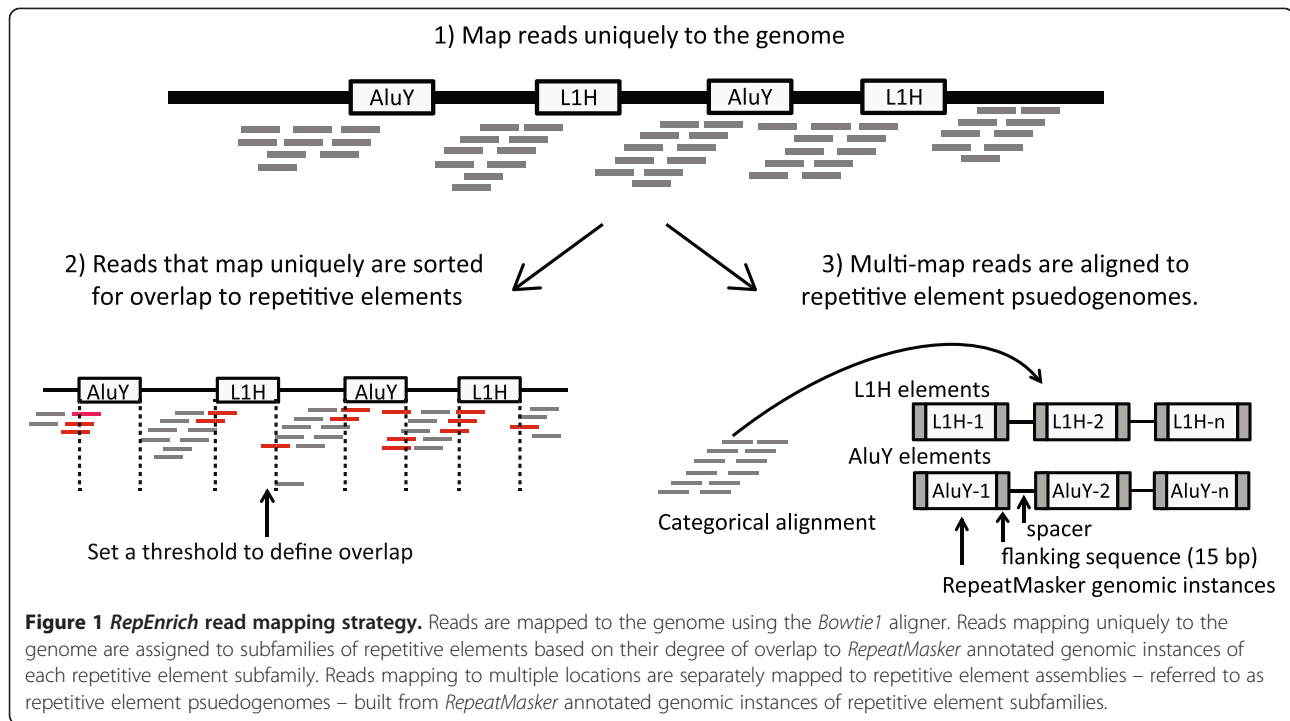 1) Map reads uniquely to the genome
AluY
L1H
AluY
L1H
2) Reads that map uniquely are sorted
for overlap to repetitive elements
3) Multi-map reads are aligned to
repetitive element psuedogenomes.
AluY
L1H
AluY
L1H
Set a threshold to define overlap
L1H elements
L1H-1
L1H-2
L1H-n
AluY elements
AluY-1
AluY-2
AluY-n
Categorical alignment
spacer
flanking sequence (15 bp)
RepeatMasker genomic instances
Figure 1 RepEnrich read mapping strategy. Reads are mapped to the genome using the Bowtie1 aligner. Reads mapping uniquely to the
genome are assigned to subfamilies of repetitive elements based on their degree of overlap to RepeatMasker annotated genomic instances of
each repetitive element subfamily. Reads mapping to multiple locations are separately mapped to repetitive element assemblies – referred to as
repetitive element psuedogenomes – built from RepeatMasker annotated genomic instances of repetitive element subfamilies.